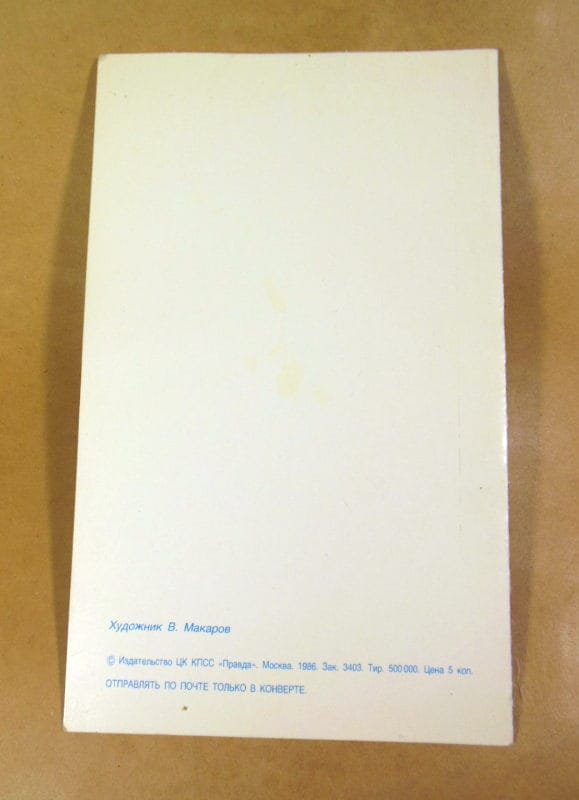 Художник В. Макаров
© Издательство ЦК КПСС «Правда». Москва. 1986. Зак. 3403. Тир. 500 000. Цена 5 коп.
ОТПРАВЛЯТЬ ПО ПОЧТЕ ТОЛЬКО В КОНВЕРТЕ.